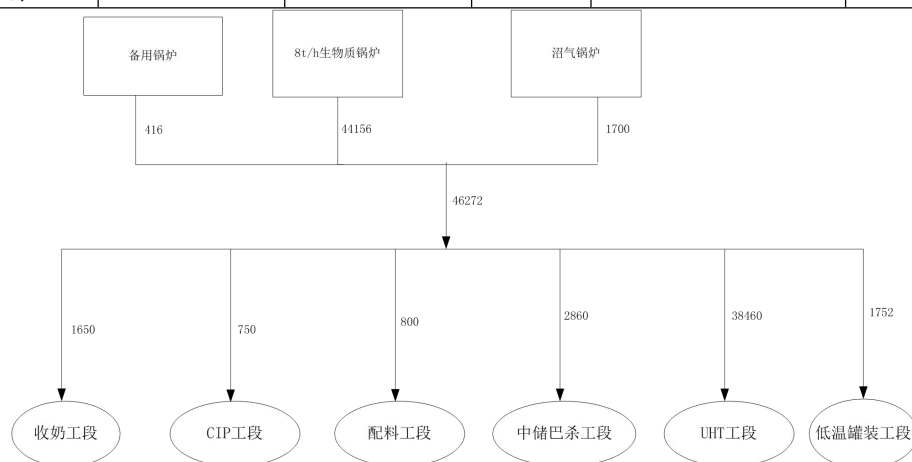 备用锅炉
8t/h生物质锅炉
沼气锅炉
416
44156
1700
46272
1650
750
800
2860
38460
1752
收奶工段
CIP工段
配料工段
中储巴杀工段
UHT工段
低温罐装工段